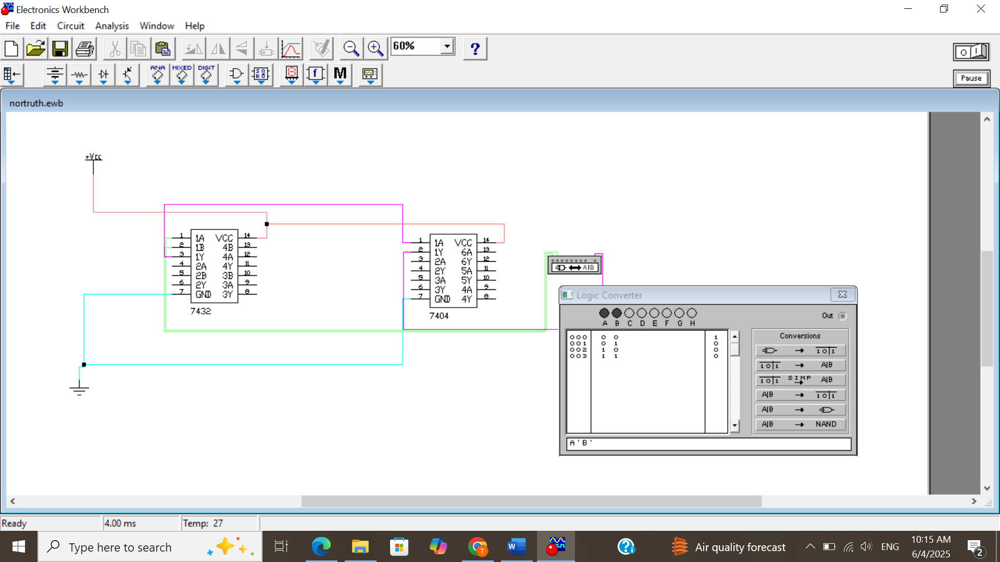 Electronics Workbench
File Edit Circuit Analysis Window Help
60%
?
ANA MIXED DIGIT
f M
Pause
nortruth.ewb
+Vcc
1 1A VCC 14
2 1B 4B 13
3 1Y 4A 12
4 2A 4Y 11
5 2B 3B 10
6 2Y 3A 9
7 GND 3Y 8
7432
1 1A VCC 14
2 1Y 6A 13
3 2A 6Y 12
4 2Y 5A 11
5 3A 5Y 10
6 3Y 4A 9
7 GND 4Y 8
7404
A|B
Logic Converter
Out
A B C D E F G H
000 0 0 1
001 0 1 0
002 1 0 0
003 1 1 0
Conversions
→ 1 0|1
1 0|1 → A|B
1 0|1 SIMP → A|B
A|B → 1 0|1
A|B →
A|B → NAND
A'B'
Ready 4.00 ms Temp: 27
Type here to search
Air quality forecast
ENG
10:15 AM
6/4/2025
2